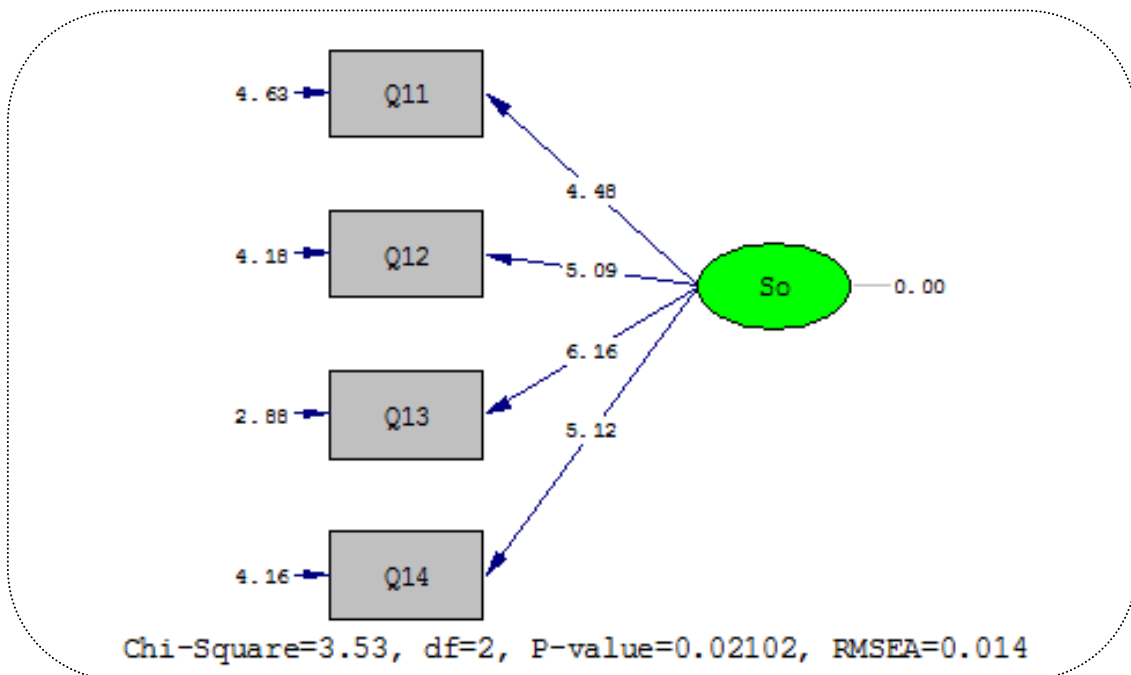 4.63
Q11
4.48
4.18
Q12
5.09
So
0.00
6.16
2.88
Q13
5.12
4.16
Q14
Chi-Square=3.53, df=2, P-value=0.02102, RMSEA=0.014